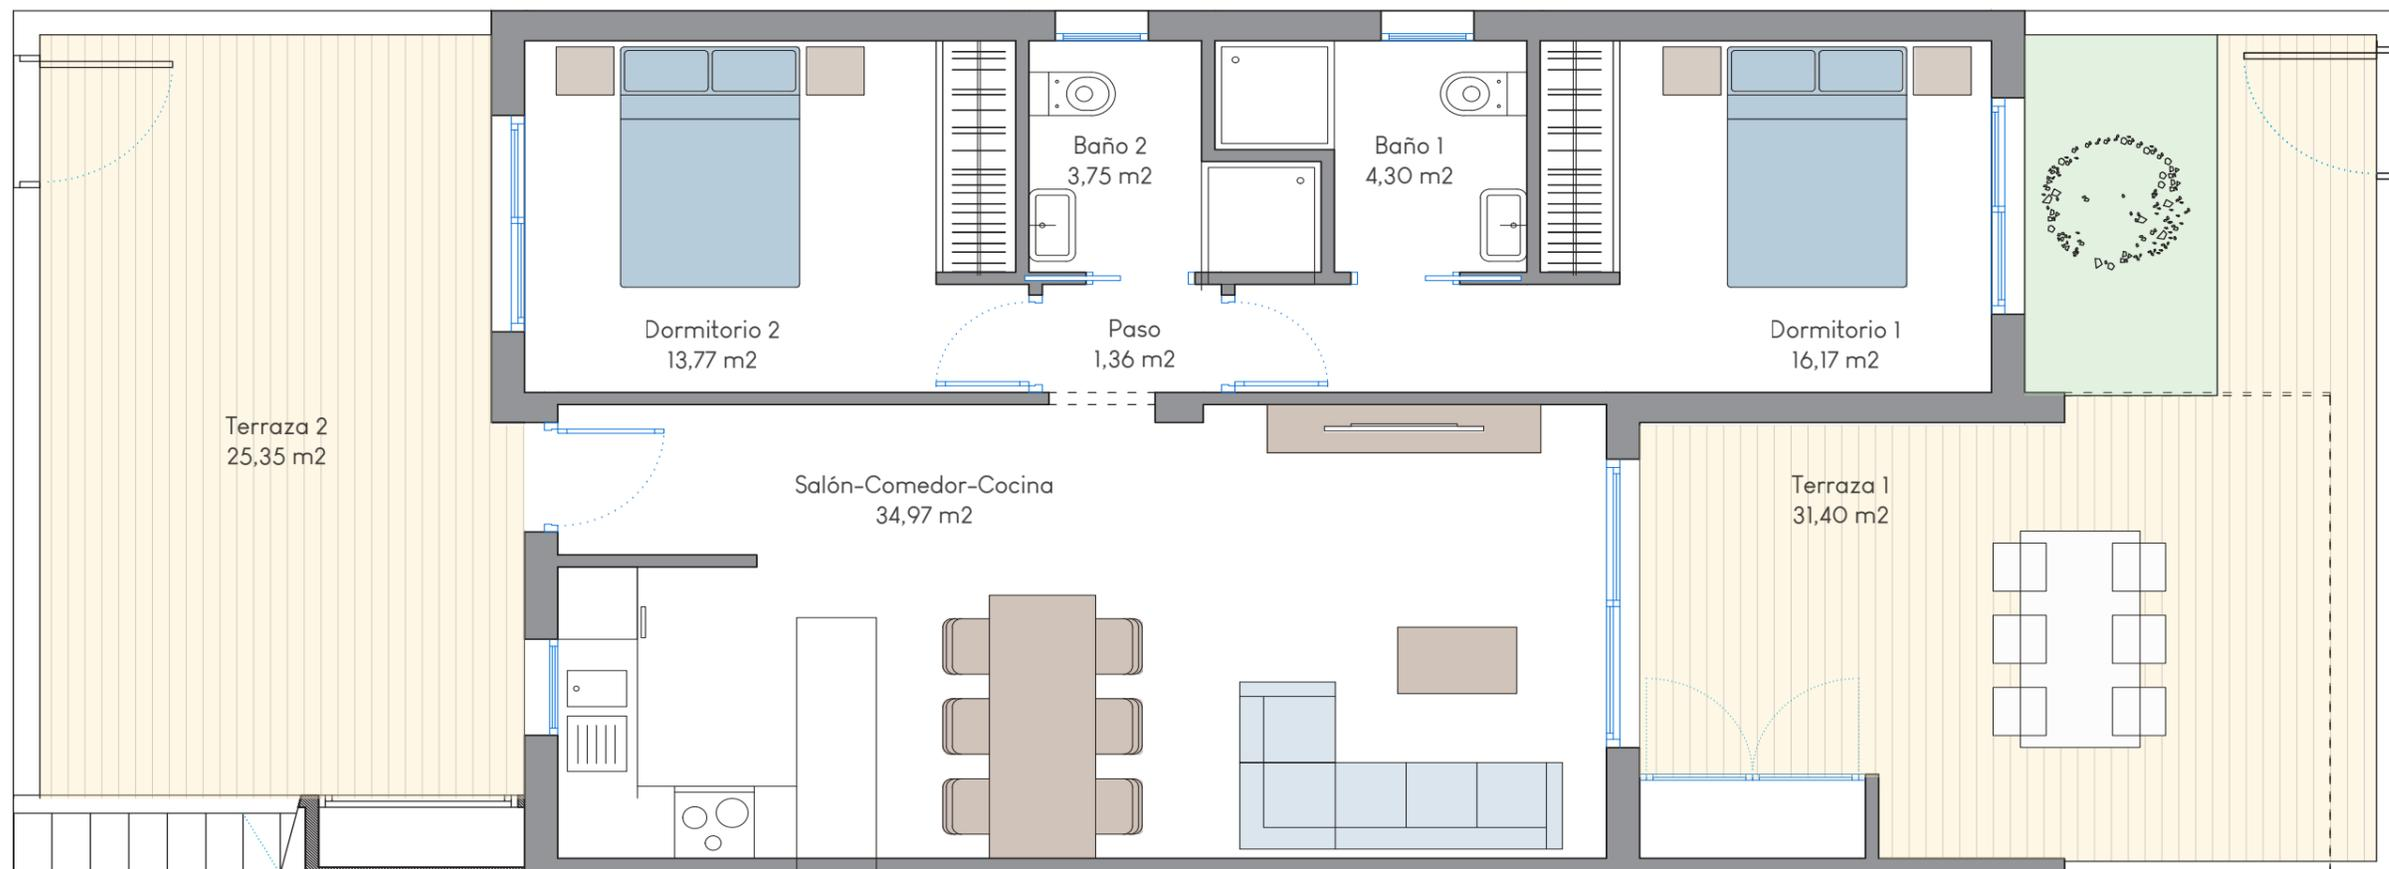 Baño 2
3,75 m2
Baño 1
4,30 m2
Dormitorio 2
13,77 m2
Paso
1,36 m2
Dormitorio 1
16,17 m2
Terraza 2
25,35 m2
Salón-Comedor-Cocina
34,97 m2
Terraza 1
31,40 m2